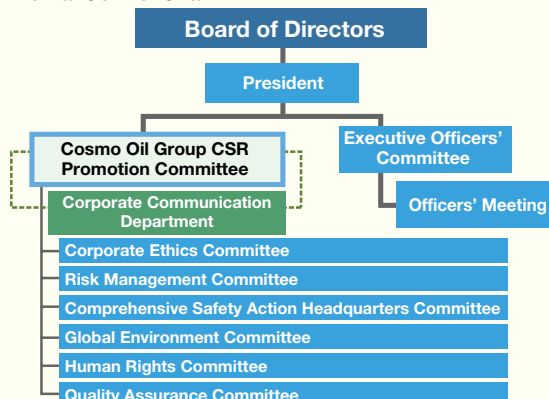 Board of Directors
President
Cosmo Oil Group CSR
Promotion Committee
Executive Officers'
Committee
Corporate Communication
Department
Officers' Meeting
Corporate Ethics Committee
Risk Management Committee
Comprehensive Safety Action Headquarters Committee
Global Environment Committee
Human Rights Committee
Quality Assurance Committee